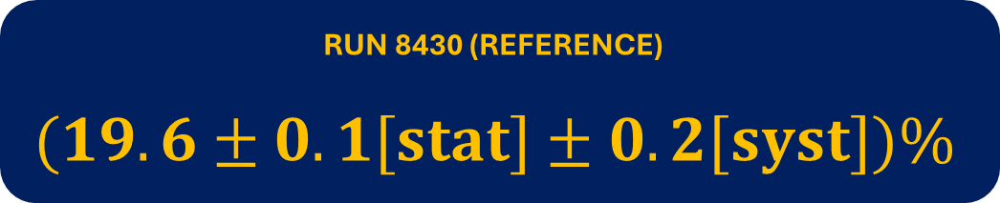 RUN 8430 (REFERENCE)
(19.6 ± 0.1[stat] ± 0.2[syst])%